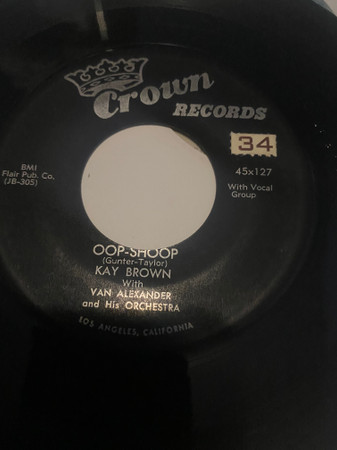 Crown
RECORDS
34
BMI
Flair Pub. Co.
(JB-305)
45x127
With Vocal
Group
OOP-SHOOP
(Gunter-Taylor)
KAY BROWN
With
VAN ALEXANDER
and His ORCHESTRA
LOS ANGELES, CALIFORNIA